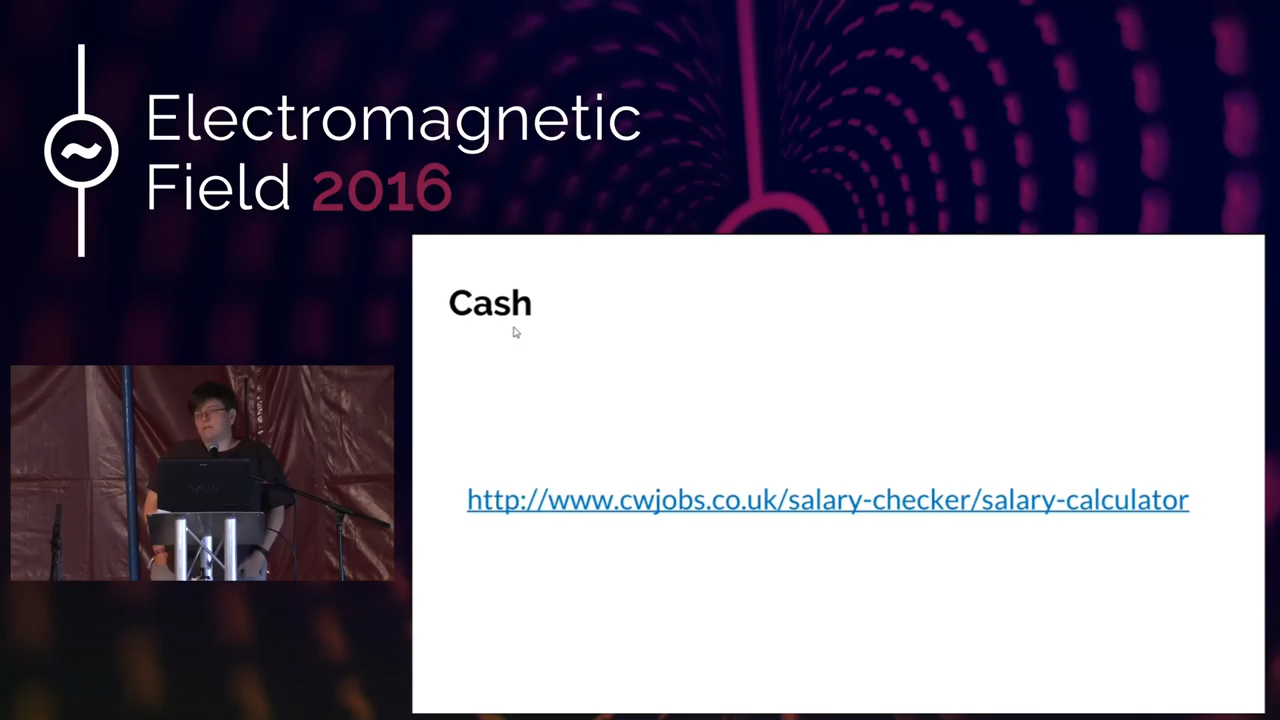 Electromagnetic
Field 2016
Cash
http://www.cwjobs.co.uk/salary-checker/salary-calculator